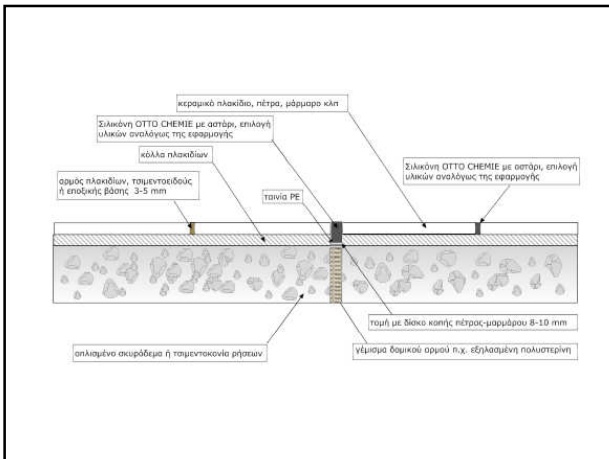 κεραμικό πλακίδιο, πέτρα, μάρμαρο κλπ
Σιλικόνη OTTO CHEMIE με αστάρι, επιλογή
υλικών αναλόγως της εφαρμογής
κόλλα πλακιδίων
αρμός πλακιδίων, τσιμεντοειδούς
ή εποξικής βάσης 3-5 mm
ταινία PE
Σιλικόνη OTTO CHEMIE με αστάρι, επιλογή
υλικών αναλόγως της εφαρμογής
τομή με δίσκο κοπής πέτρας-μαρμάρου 8-10 mm
οπλισμένο σκυρόδεμα ή τσιμεντοκονία ρήσεων
γέμισμα δομικού αρμού π.χ. εξηλασμένη πολυστερίνη